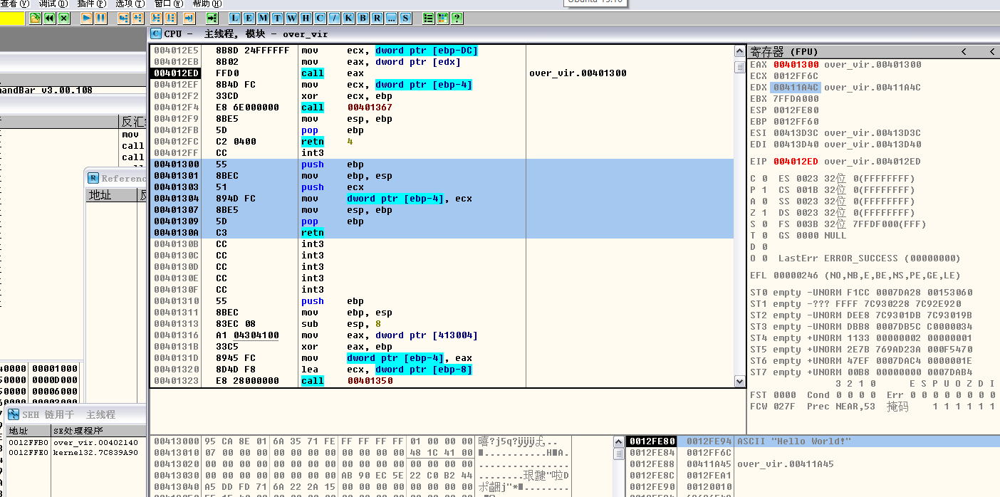 查看(V) 调试(D) 插件(P) 选项(T) 窗口(W) 帮助(H)
L E M T W H C / K B R ... S
CPU - 主线程, 模块 - over_vir
004012E5 8B8D 24FFFFFF mov ecx, dword ptr [ebp-DC]
004012EB 8B02 mov eax, dword ptr [edx]
004012ED FFD0 call eax over_vir.00401300
004012EF 8B4D FC mov ecx, dword ptr [ebp-4]
004012F2 33CD xor ecx, ebp
004012F4 E8 6E000000 call 00401367
004012F9 8BE5 mov esp, ebp
004012FB 5D pop ebp
004012FC C2 0400 retn 4
004012FF CC int3
00401300 55 push ebp
00401301 8BEC mov ebp, esp
00401303 51 push ecx
00401304 894D FC mov dword ptr [ebp-4], ecx
00401307 8BE5 mov esp, ebp
00401309 5D pop ebp
0040130A C3 retn
0040130B CC int3
0040130C CC int3
0040130D CC int3
0040130E CC int3
0040130F CC int3
00401310 55 push ebp
00401311 8BEC mov ebp, esp
00401313 83EC 08 sub esp, 8
00401316 A1 04304100 mov eax, dword ptr [413004]
0040131B 33C5 xor eax, ebp
0040131D 8945 FC mov dword ptr [ebp-4], eax
00401320 8D4D F8 lea ecx, dword ptr [ebp-8]
00401323 E8 28000000 call 00401350
寄存器 (FPU) < <
EAX 00401300 over_vir.00401300
ECX 0012FF6C
EDX 00411A4C over_vir.00411A4C
EBX 7FFDA000
ESP 0012FE80
EBP 0012FF60
ESI 00413D3C over_vir.00413D3C
EDI 00413D40 over_vir.00413D40
EIP 004012ED over_vir.004012ED
C 0 ES 0023 32位 0(FFFFFFFF)
P 1 CS 001B 32位 0(FFFFFFFF)
A 0 SS 0023 32位 0(FFFFFFFF)
Z 1 DS 0023 32位 0(FFFFFFFF)
S 0 FS 003B 32位 7FFDF000(FFF)
T 0 GS 0000 NULL
D 0
O 0 LastErr ERROR_SUCCESS (00000000)
EFL 00000246 (NO,NB,E,BE,NS,PE,GE,LE)
ST0 empty -UNORM F1CC 0007DA28 00153060
ST1 empty -??? FFFF 7C930228 7C92E920
ST2 empty -UNORM DEE8 7C9301DB 7C93019B
ST3 empty -UNORM DBB8 0007DB5C C0000034
ST4 empty +UNORM 1133 00000002 00000001
ST5 empty +UNORM 2E7B 769AD23A 000F5470
ST6 empty +UNORM 47EF 0007DAC4 0000001E
ST7 empty +UNORM 00B8 00000000 0007DAB4
3 2 1 0 E S P U O Z D I
FST 0000 Cond 0 0 0 0 Err 0 0 0 0 0 0 0 0
FCW 027F Prec NEAR,53 掩码 1 1 1 1 1 1
andBar v3.00.108
反汇
mov
call
call
Referenc
地址
40000 00001000
0000 0000D000
0000 00006000
SEH 链用于 主线程
地址 SE处理程序
0012FFB0 over_vir.00402140
0012FFE0 kernel32.7C839A90
00413000 95 CA 8E 01 6A 35 71 FE FF FF FF FF 01 00 00 00
00413010 07 00 00 00 00 00 00 00 00 00 00 00 48 1C 41 00
00413020 00 00 00 00 00 00 00 00 00 00 00 00 00 00 00 00
00413030 00 00 00 00 00 00 00 00 AB 90 EC 5E 22 C0 B2 44
00413040 A5 DD FD 71 6A 22 2A 15 00 00 00 00 00 00 00 00
0012FE80 0012FE94 ASCII "Hello World!"
0012FE84 0012FF6C
0012FE88 00411A45 over_vir.00411A45
0012FE8C 0012FEA1
0012FE90 00120010